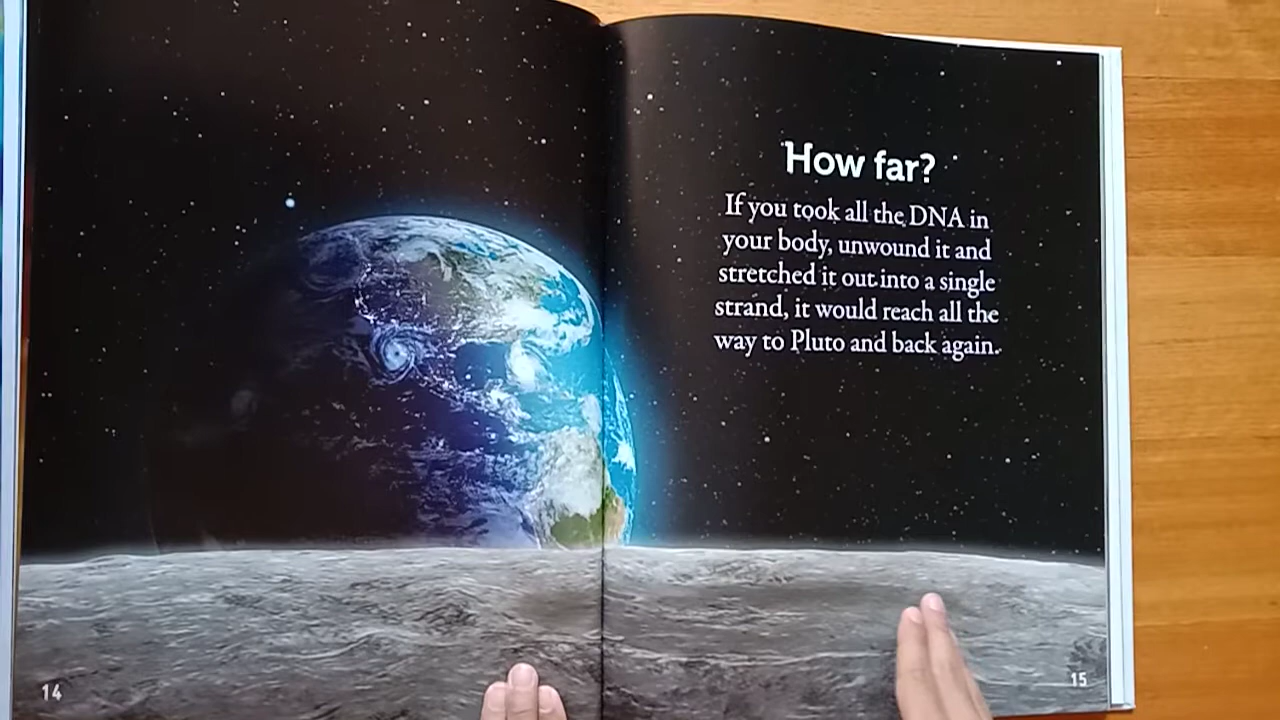 How far?
If you took all the DNA in
your body, unwound it and
stretched it out into a single
strand, it would reach all the
way to Pluto and back again.
14
15